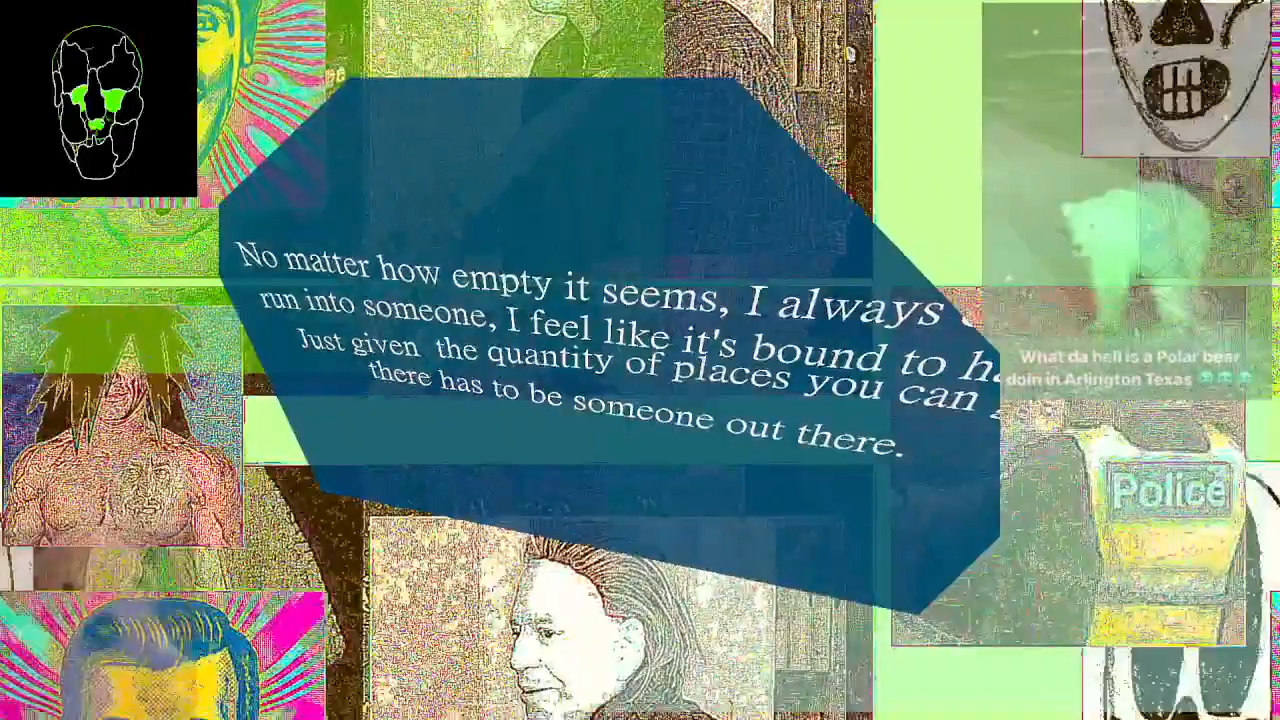 No matter how empty it seems, I always
run into someone, I feel like it's bound to
Just given the quantity of places you can
there has to be someone out there.
What da hell is a Polar bear
doin in Arlington Texas 💀💀💀
Police